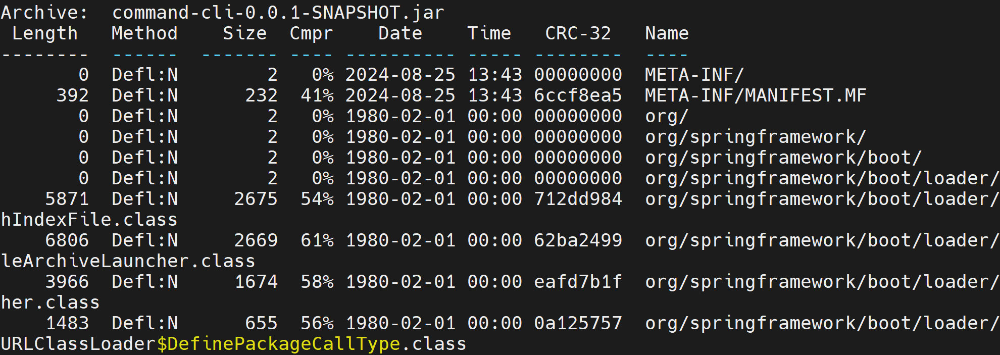 Archive:  command-cli-0.0.1-SNAPSHOT.jar
 Length   Method    Size  Cmpr    Date    Time   CRC-32   Name
--------  ------  ------- ---- ---------- ----- --------  ----
       0  Defl:N        2   0% 2024-08-25 13:43 00000000  META-INF/
     392  Defl:N      232  41% 2024-08-25 13:43 6ccf8ea5  META-INF/MANIFEST.MF
       0  Defl:N        2   0% 1980-02-01 00:00 00000000  org/
       0  Defl:N        2   0% 1980-02-01 00:00 00000000  org/springframework/
       0  Defl:N        2   0% 1980-02-01 00:00 00000000  org/springframework/boot/
       0  Defl:N        2   0% 1980-02-01 00:00 00000000  org/springframework/boot/loader/
    5871  Defl:N     2675  54% 1980-02-01 00:00 712dd984  org/springframework/boot/loader/
hIndexFile.class
    6806  Defl:N     2669  61% 1980-02-01 00:00 62ba2499  org/springframework/boot/loader/
leArchiveLauncher.class
    3966  Defl:N     1674  58% 1980-02-01 00:00 eafd7b1f  org/springframework/boot/loader/
her.class
    1483  Defl:N      655  56% 1980-02-01 00:00 0a125757  org/springframework/boot/loader/
URLClassLoader$DefinePackageCallType.class